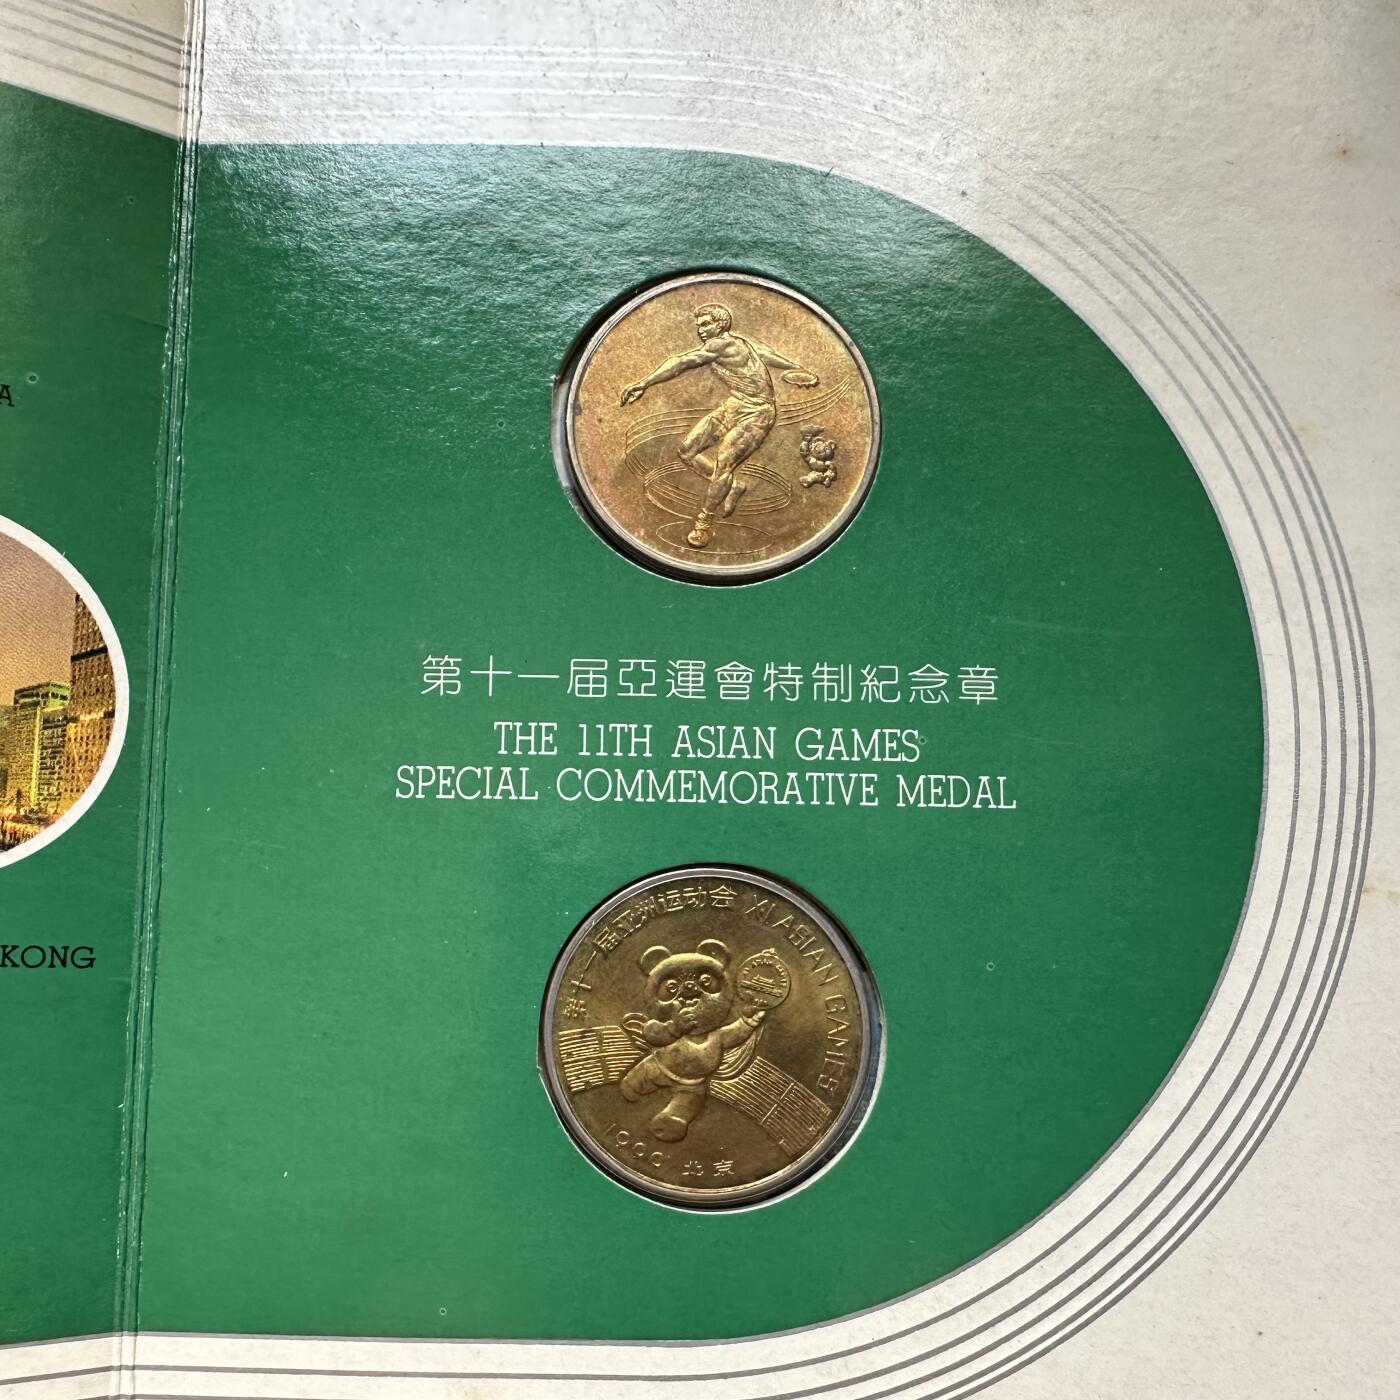 A
KONG
第十一届亞運會特制紀念章
THE 11TH ASIAN GAMES
SPECIAL COMMEMORATIVE MEDAL
第十一届亚洲运动会 XI ASIAN GAMES
1990 北京